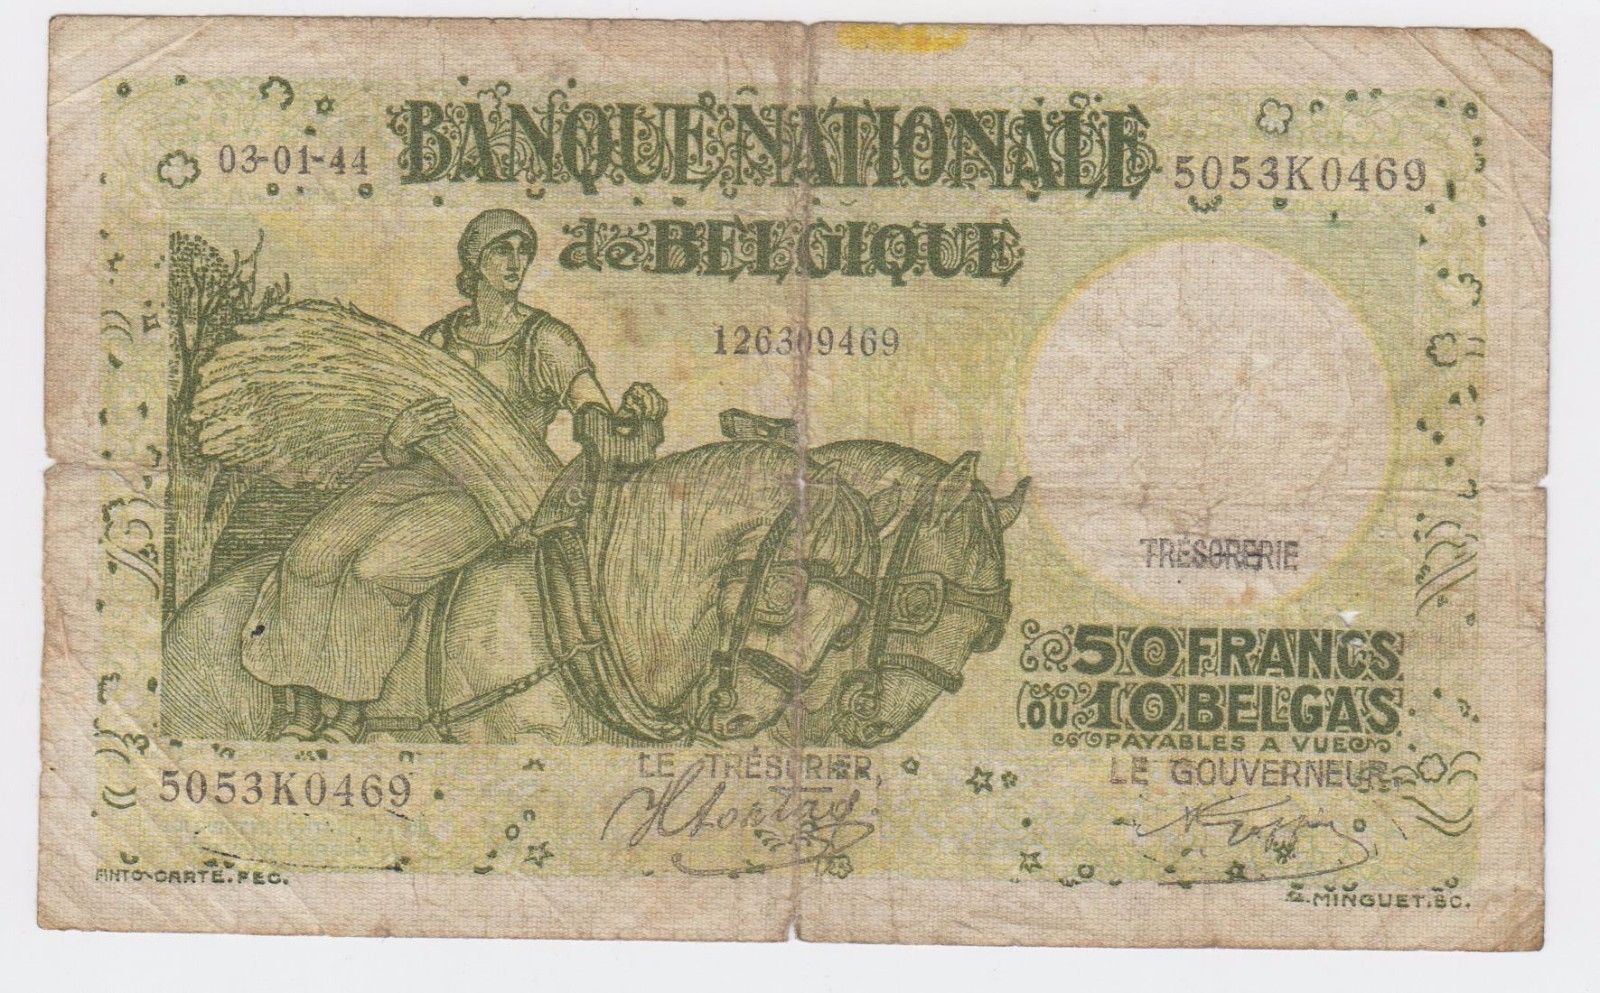 BANQUE NATIONALE
03-01-44
5053K0469
de BELGIQUE
126309469
TRÉSORERIE
50 FRANCS
OU 10 BELGAS
PAYABLES A VUE
LE TRÉSORIER,
LE GOUVERNEUR,
5053K0469
ANTO-CARTE.FEC.
G.MINGUET.SC.